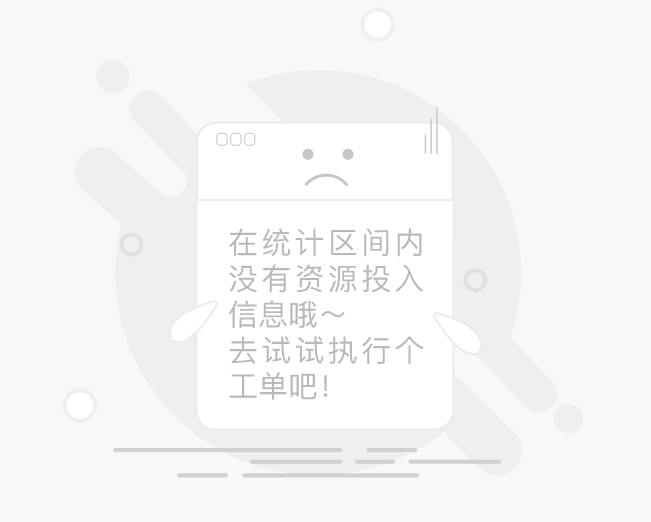 在统计区间内
没有资源投入
信息哦～
去试试执行个
工单吧!